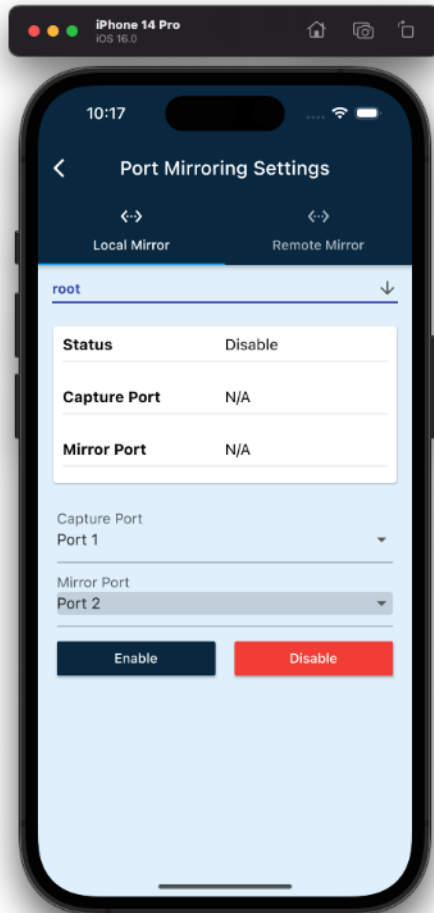 iPhone 14 Pro
iOS 16.0
10:17
Port Mirroring Settings
Local Mirror
Remote Mirror
root
Status Disable
Capture Port N/A
Mirror Port N/A
Capture Port
Port 1
Mirror Port
Port 2
Enable Disable